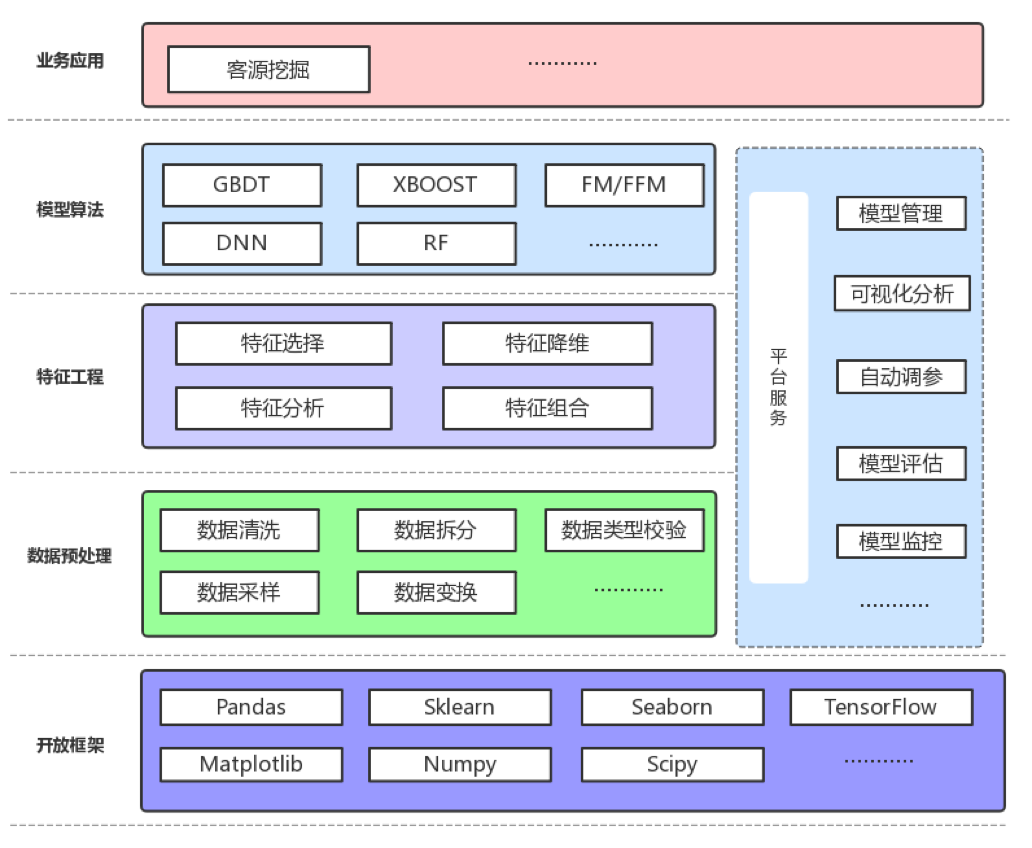 业务应用
客源挖掘
...........
模型算法
GBDT
XBOOST
FM/FFM
DNN
RF
...........
特征工程
特征选择
特征降维
特征分析
特征组合
数据预处理
数据清洗
数据拆分
数据类型校验
数据采样
数据变换
...........
平
台
服
务
模型管理
可视化分析
自动调参
模型评估
模型监控
...........
开放框架
Pandas
Sklearn
Seaborn
TensorFlow
Matplotlib
Numpy
Scipy
...........